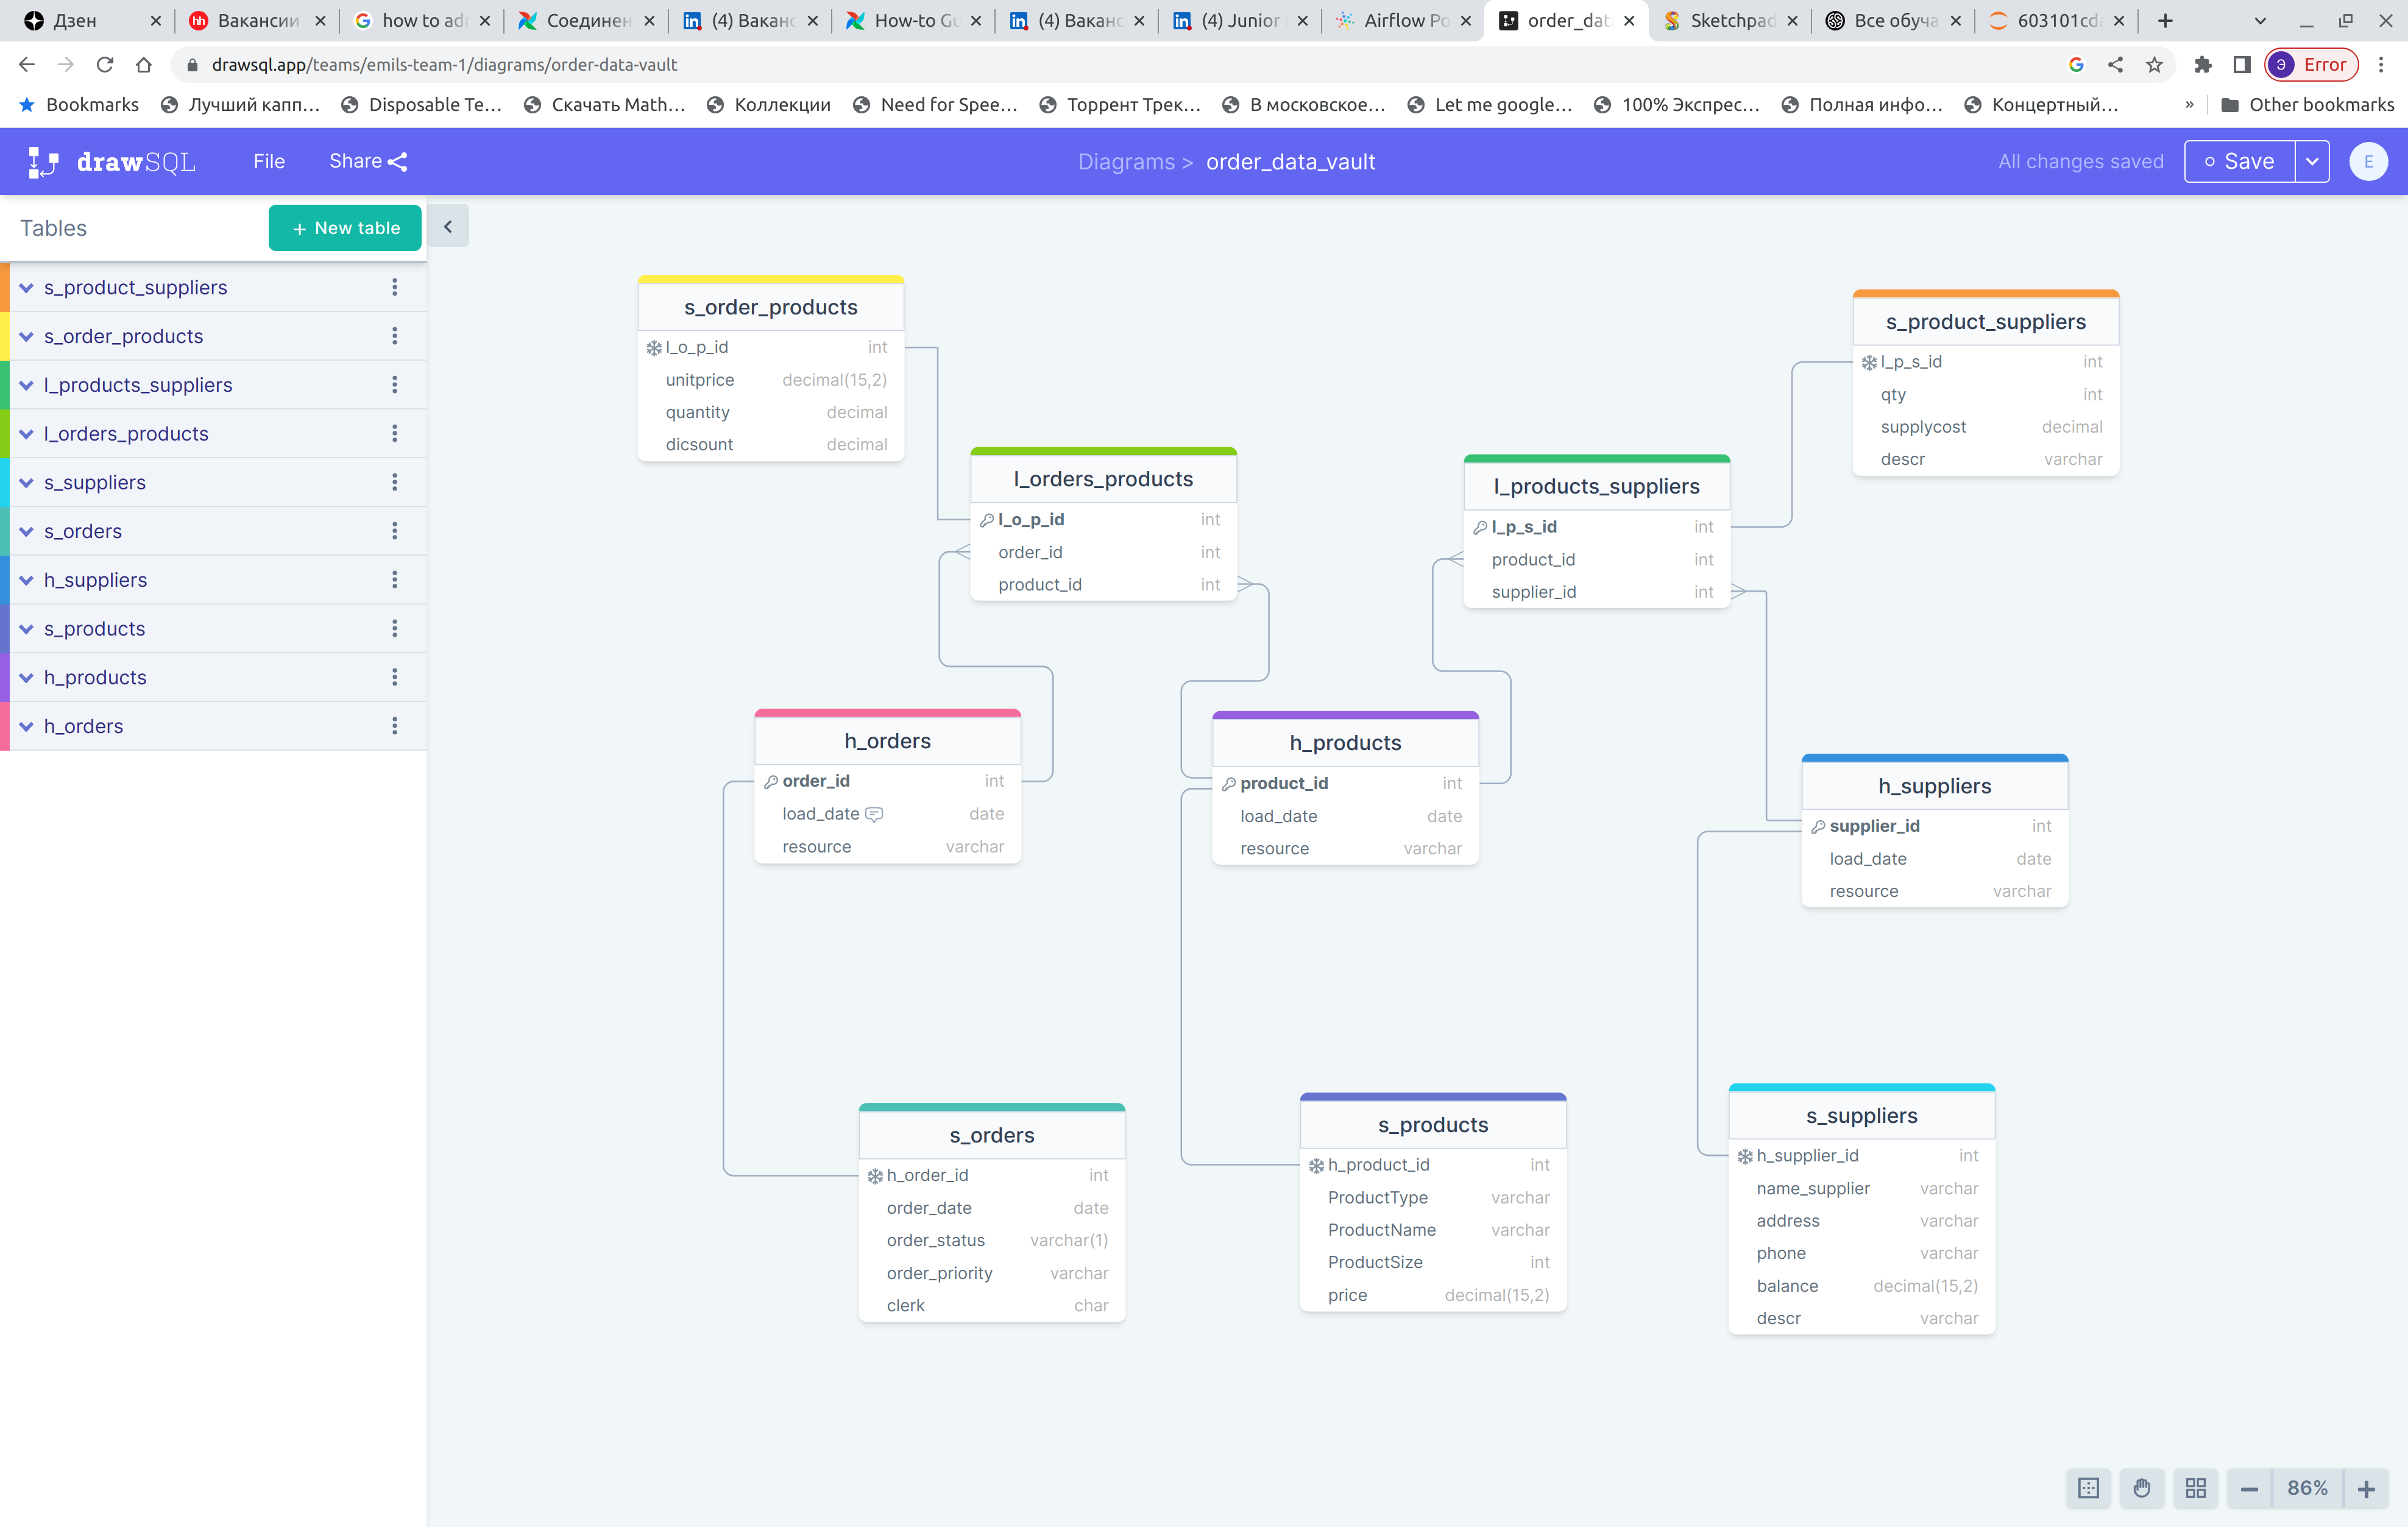 Дзен
Вакансии
how to ad
Соединен
(4) Вакано
How-to Gu
(4) Вакано
(4) Junior
Airflow Po
order_dat
Sketchpad
Все обуча
603101cd
drawsql.app/teams/emils-team-1/diagrams/order-data-vault
Э Error
Bookmarks
Лучший капп...
Disposable Te...
Скачать Math...
Коллекции
Need for Spee...
Торрент Трек...
В московское...
Let me google...
100% Экспрес...
Полная инфо...
Концертный...
»
Other bookmarks
drawSQL
File
Share
Diagrams > order_data_vault
All changes saved
Save
E
Tables
+ New table
s_product_suppliers
s_order_products
l_products_suppliers
l_orders_products
s_suppliers
s_orders
h_suppliers
s_products
h_products
h_orders
s_order_products
l_o_p_id int
unitprice decimal(15,2)
quantity decimal
dicsount decimal
s_product_suppliers
l_p_s_id int
qty int
supplycost decimal
descr varchar
l_orders_products
l_o_p_id int
order_id int
product_id int
l_products_suppliers
l_p_s_id int
product_id int
supplier_id int
h_orders
order_id int
load_date date
resource varchar
h_products
product_id int
load_date date
resource varchar
h_suppliers
supplier_id int
load_date date
resource varchar
s_orders
h_order_id int
order_date date
order_status varchar(1)
order_priority varchar
clerk char
s_products
h_product_id int
ProductType varchar
ProductName varchar
ProductSize int
price decimal(15,2)
s_suppliers
h_supplier_id int
name_supplier varchar
address varchar
phone varchar
balance decimal(15,2)
descr varchar
86%